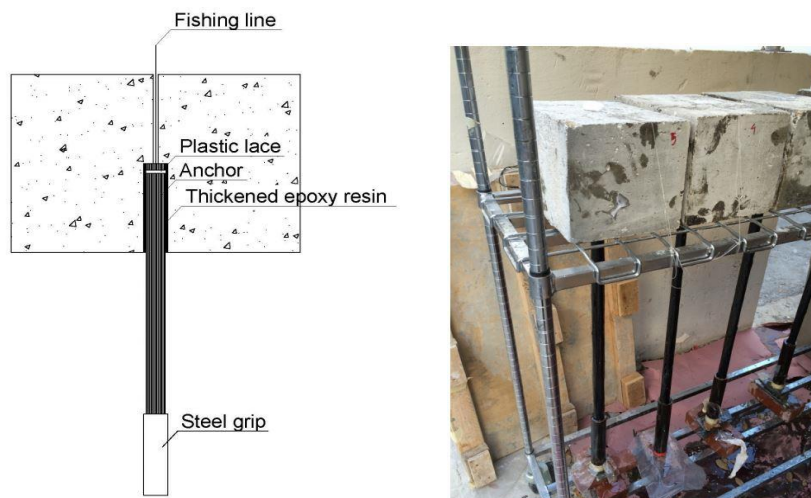 Fishing line
Plastic lace
Anchor
Thickened epoxy resin
Steel grip
5
4